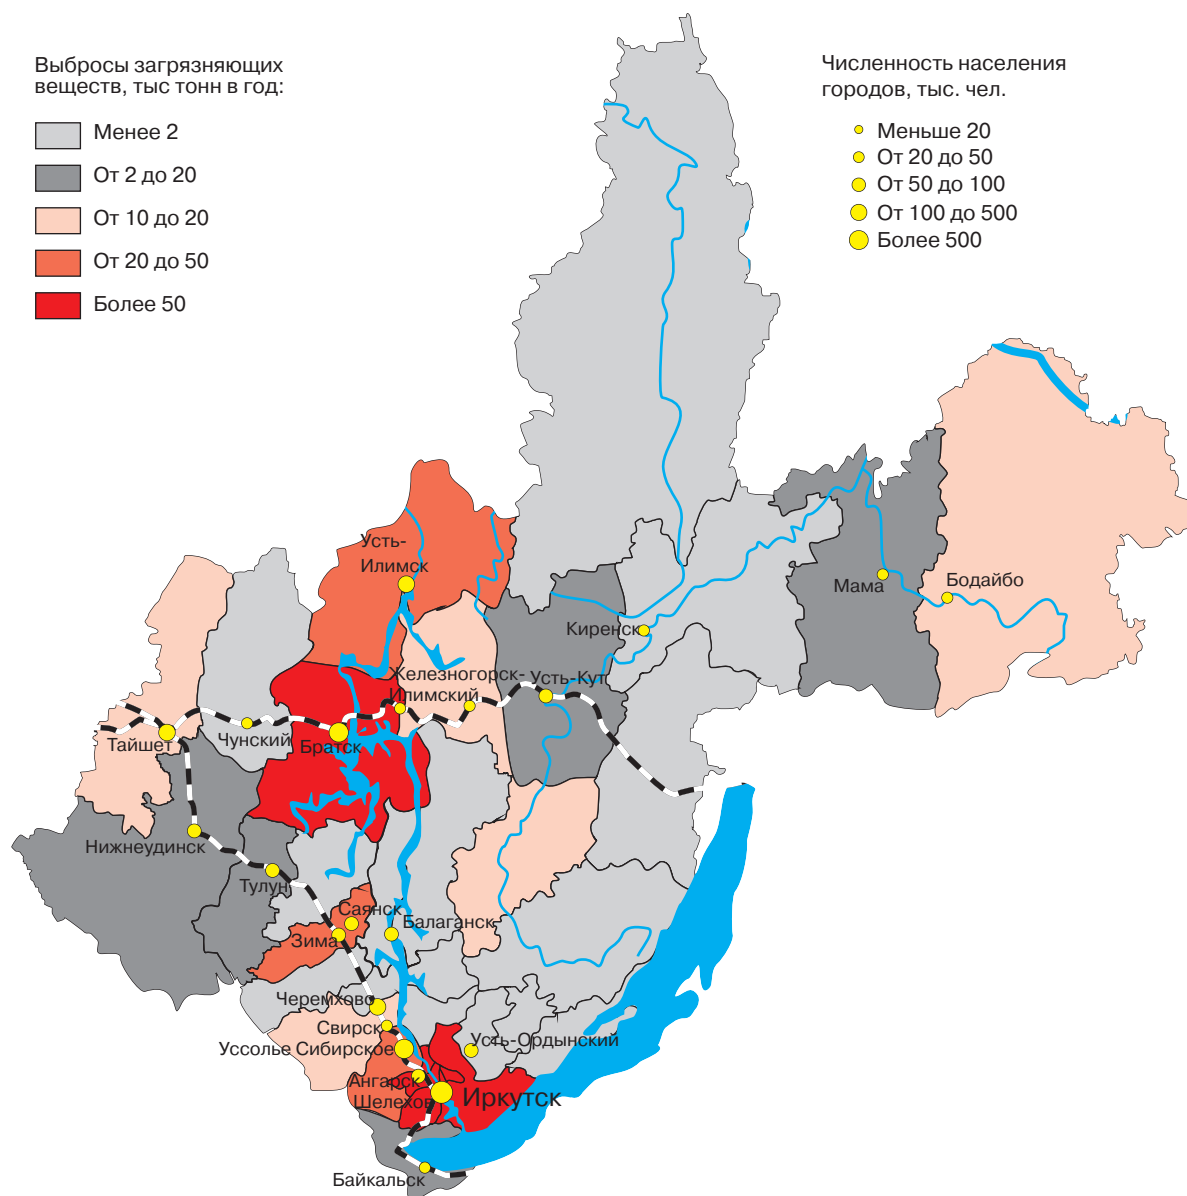 Выбросы загрязняющих
веществ, тыс тонн в год:
Менее 2
От 2 до 20
От 10 до 20
От 20 до 50
Более 50
Численность населения
городов, тыс. чел.
Меньше 20
От 20 до 50
От 50 до 100
От 100 до 500
Более 500
Усть-
Илимск
Мама
Бодайбо
Киренск
Железногорск-
Илимский
Усть-Кут
Тайшет
Чунский
Братск
Нижнеудинск
Тулун
Саянск
Зима
Балаганск
Черемхово
Свирск
Уссолье Сибирское
Усть-Ордынский
Ангарск
Шелехов
Иркутск
Байкальск